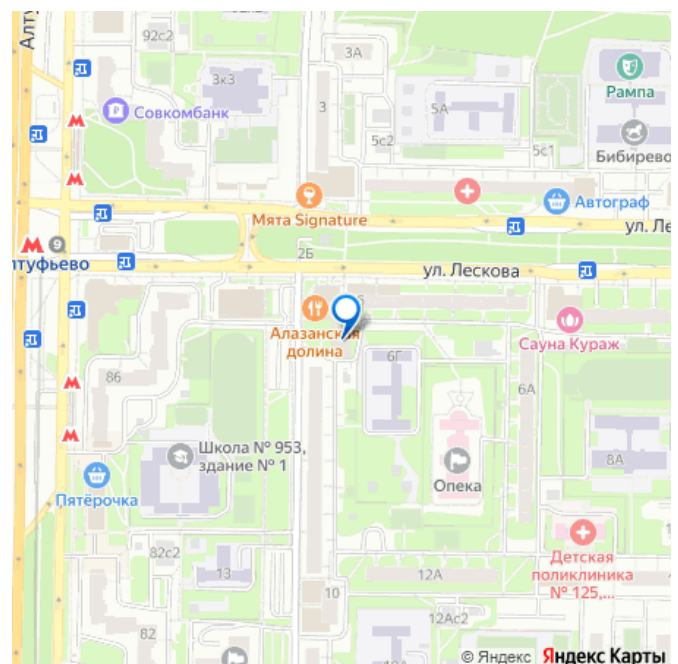 Алту
92с2
3А
3к3
3
Совкомбанк
5А
Рампа
5с2
5с1
Бибирево
М
М
Мята Signature
Автограф
ул. Ле
М 9
лтуфьево
2Б
ул. Лескова
Алазанская
долина
Сауна Кураж
86
6Г
6А
М
М
Школа № 953,
здание № 1
Опека
8А
Пятёрочка
82с2
13
12А
10
Детская
поликлиника
№ 125,...
12Ас2
82
© Яндекс Яндекс Карты